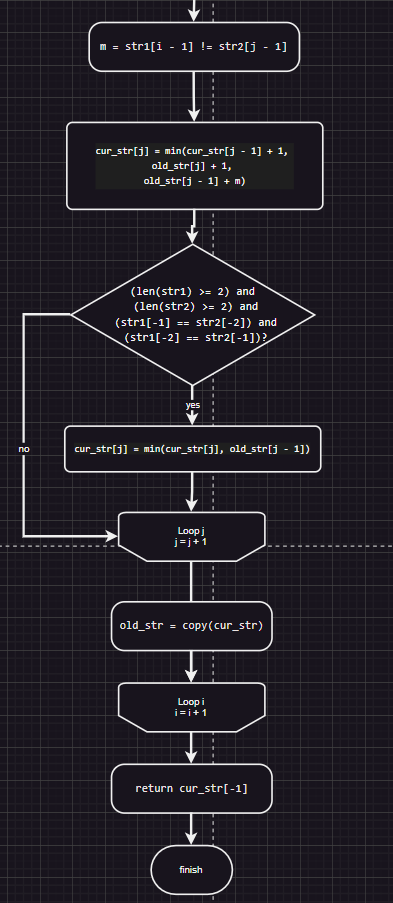 m = str1[i - 1] != str2[j - 1]
cur_str[j] = min(cur_str[j - 1] + 1,
old_str[j] + 1,
old_str[j - 1] + m)
(len(str1) >= 2) and
(len(str2) >= 2) and
(str1[-1] == str2[-2]) and
(str1[-2] == str2[-1])?
yes
no
cur_str[j] = min(cur_str[j], old_str[j - 1])
Loop j
j = j + 1
old_str = copy(cur_str)
Loop i
i = i + 1
return cur_str[-1]
finish